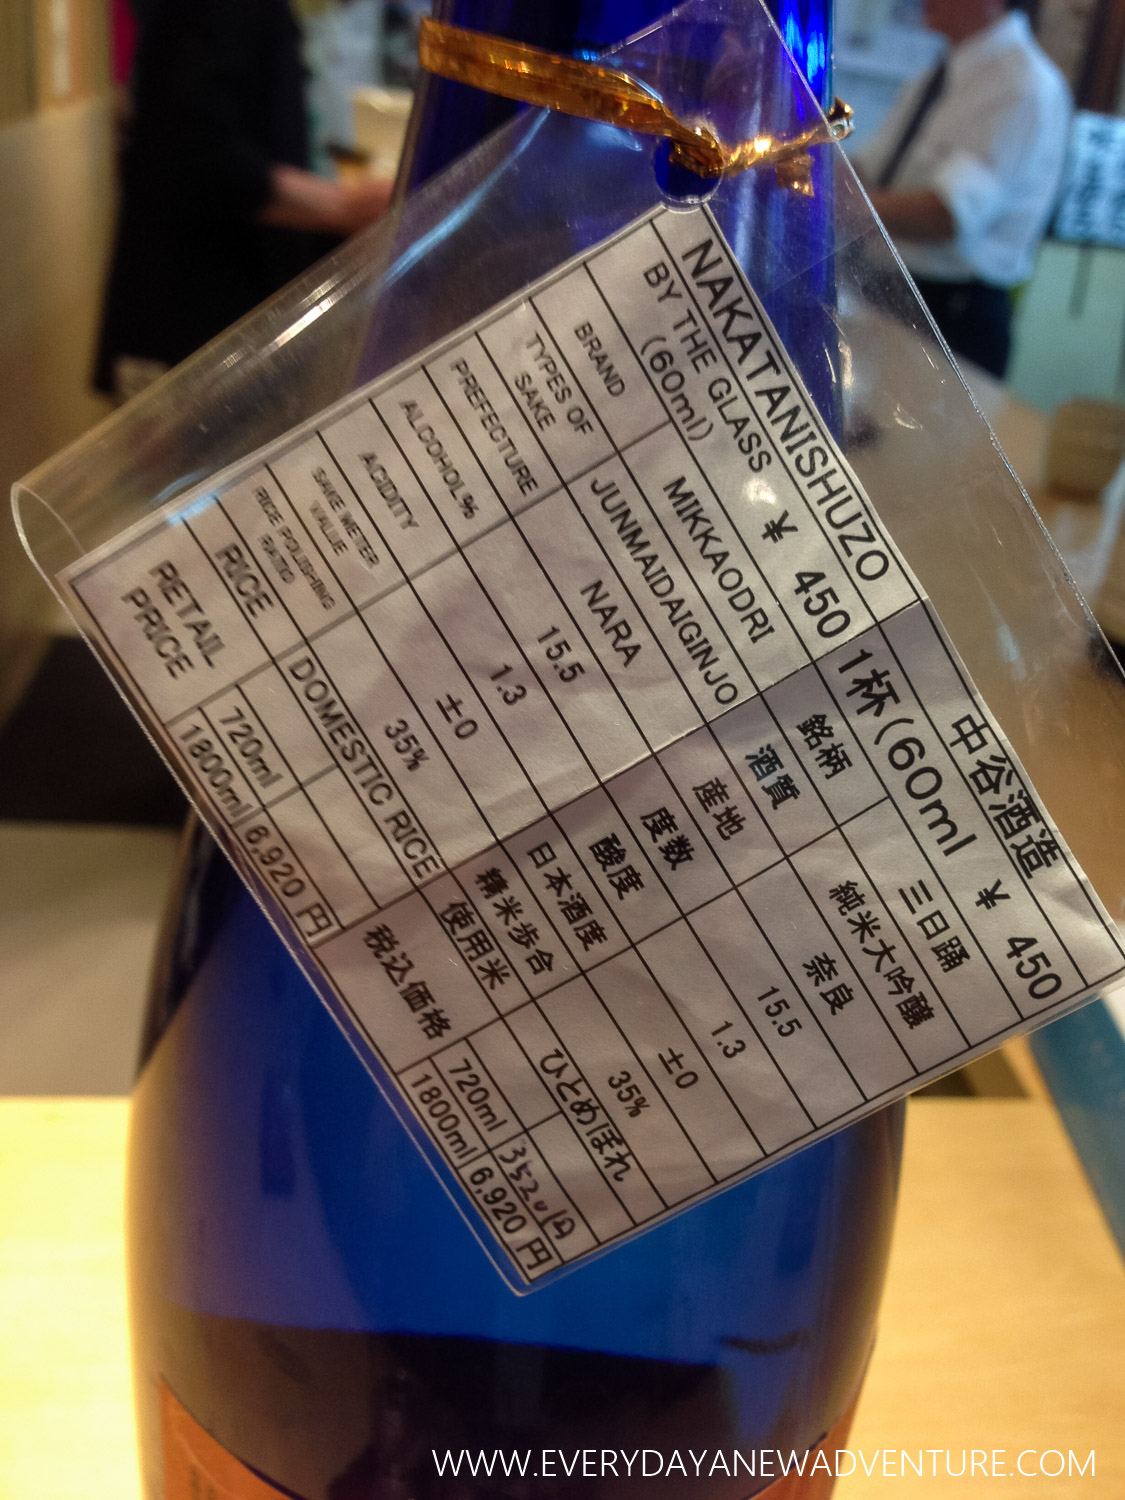 NAKATANISHUZO
BY THE GLASS ¥ 450
(60ml)
BRAND MIKKAODRI
TYPES OF SAKE JUNMAIDAIGINJO
PREFECTURE NARA
ALCOHOL% 15.5
ACIDITY 1.3
SAKE METER VALUE ±0
RICE POLISHING RATIO 35%
RICE DOMESTIC RICE
RETAIL PRICE 720ml
1800ml 6,920 円
中谷酒造
1杯(60ml ¥ 450
銘柄 三日踊
酒質 純米大吟醸
産地 奈良
度数 15.5
酸度 1.3
日本酒度 ±0
精米歩合 35%
使用米 ひとめぼれ
税込価格 720ml 3520円
1800ml 6,920 円
WWW.EVERYDAYANEWADVENTURE.COM